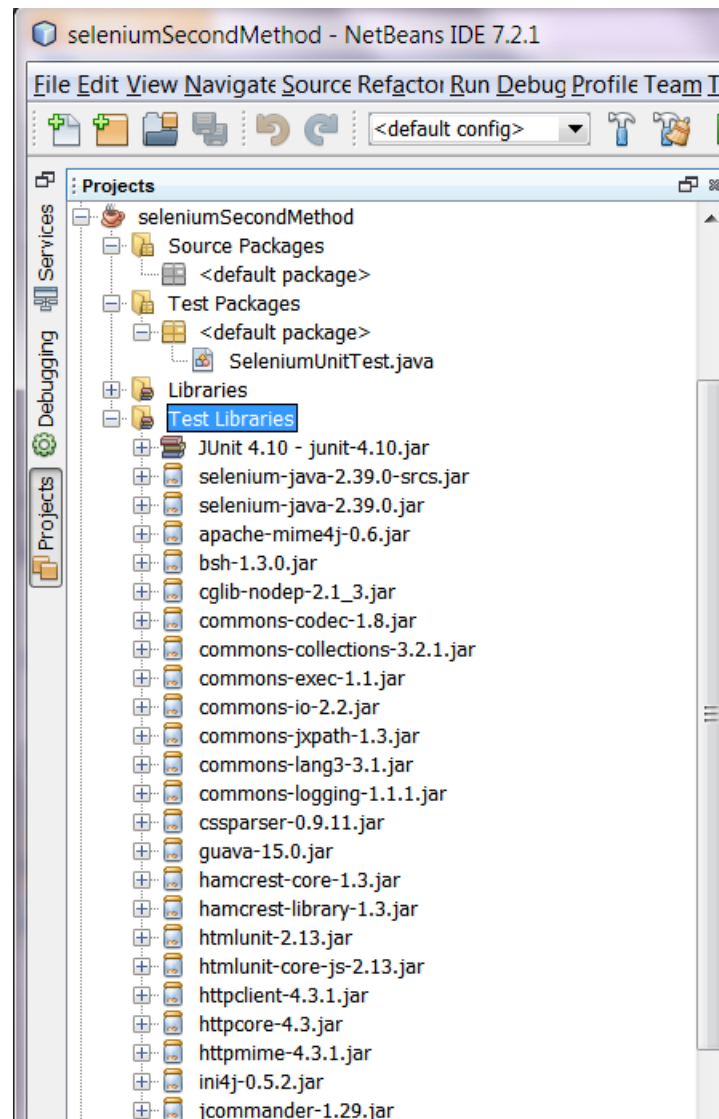 seleniumSecondMethod - NetBeans IDE 7.2.1
File Edit View Navigate Source Refactor Run Debug Profile Team T
<default config>
Projects
Services
Debugging
Projects
seleniumSecondMethod
Source Packages
<default package>
Test Packages
<default package>
SeleniumUnitTest.java
Libraries
Test Libraries
JUnit 4.10 - junit-4.10.jar
selenium-java-2.39.0-srcs.jar
selenium-java-2.39.0.jar
apache-mime4j-0.6.jar
bsh-1.3.0.jar
cglib-nodep-2.1_3.jar
commons-codec-1.8.jar
commons-collections-3.2.1.jar
commons-exec-1.1.jar
commons-io-2.2.jar
commons-jxpath-1.3.jar
commons-lang3-3.1.jar
commons-logging-1.1.1.jar
cssparser-0.9.11.jar
guava-15.0.jar
hamcrest-core-1.3.jar
hamcrest-library-1.3.jar
htmlunit-2.13.jar
htmlunit-core-js-2.13.jar
httpclient-4.3.1.jar
httpcore-4.3.jar
httpmime-4.3.1.jar
ini4j-0.5.2.jar
jcommander-1.29.jar